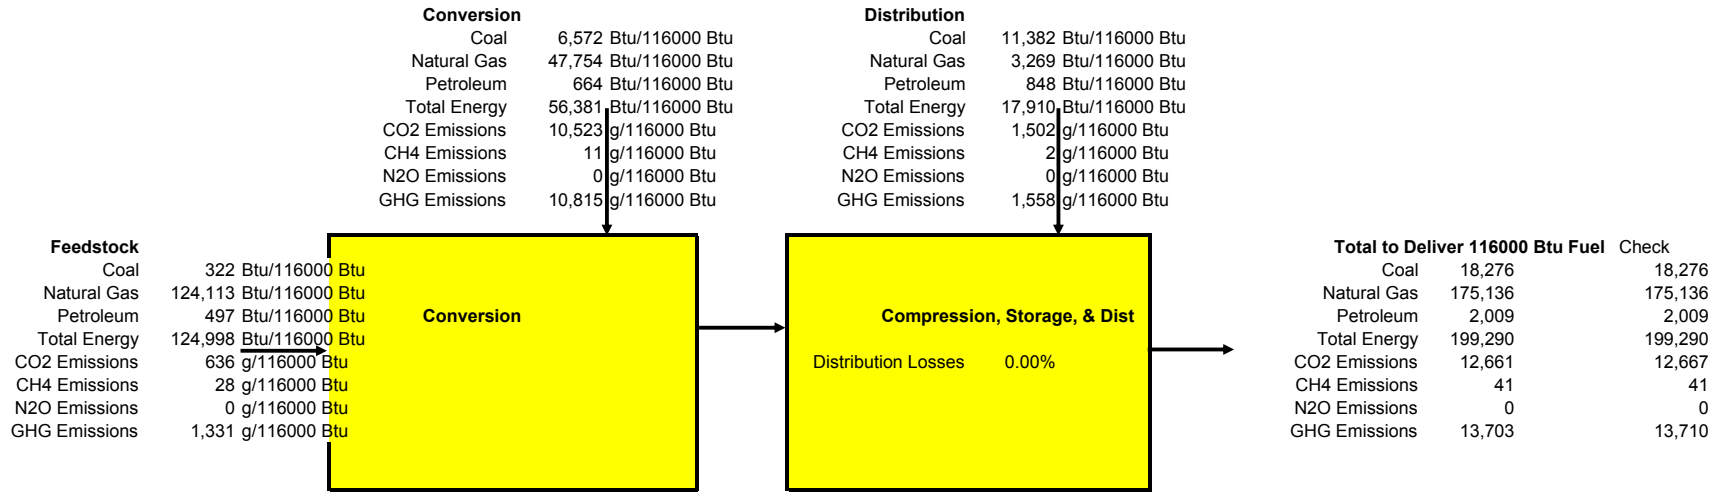 Conversion
Coal 6,572 Btu/116000 Btu
Natural Gas 47,754 Btu/116000 Btu
Petroleum 664 Btu/116000 Btu
Total Energy 56,381 Btu/116000 Btu
CO2 Emissions 10,523 g/116000 Btu
CH4 Emissions 11 g/116000 Btu
N2O Emissions 0 g/116000 Btu
GHG Emissions 10,815 g/116000 Btu
Distribution
Coal 11,382 Btu/116000 Btu
Natural Gas 3,269 Btu/116000 Btu
Petroleum 848 Btu/116000 Btu
Total Energy 17,910 Btu/116000 Btu
CO2 Emissions 1,502 g/116000 Btu
CH4 Emissions 2 g/116000 Btu
N2O Emissions 0 g/116000 Btu
GHG Emissions 1,558 g/116000 Btu
Feedstock
Coal 322 Btu/116000 Btu
Natural Gas 124,113 Btu/116000 Btu
Petroleum 497 Btu/116000 Btu
Total Energy 124,998 Btu/116000 Btu
CO2 Emissions 636 g/116000 Btu
CH4 Emissions 28 g/116000 Btu
N2O Emissions 0 g/116000 Btu
GHG Emissions 1,331 g/116000 Btu
Conversion
Compression, Storage, & Dist
Distribution Losses 0.00%
Total to Deliver 116000 Btu Fuel Check
Coal 18,276 18,276
Natural Gas 175,136 175,136
Petroleum 2,009 2,009
Total Energy 199,290 199,290
CO2 Emissions 12,661 12,667
CH4 Emissions 41 41
N2O Emissions 0 0
GHG Emissions 13,703 13,710